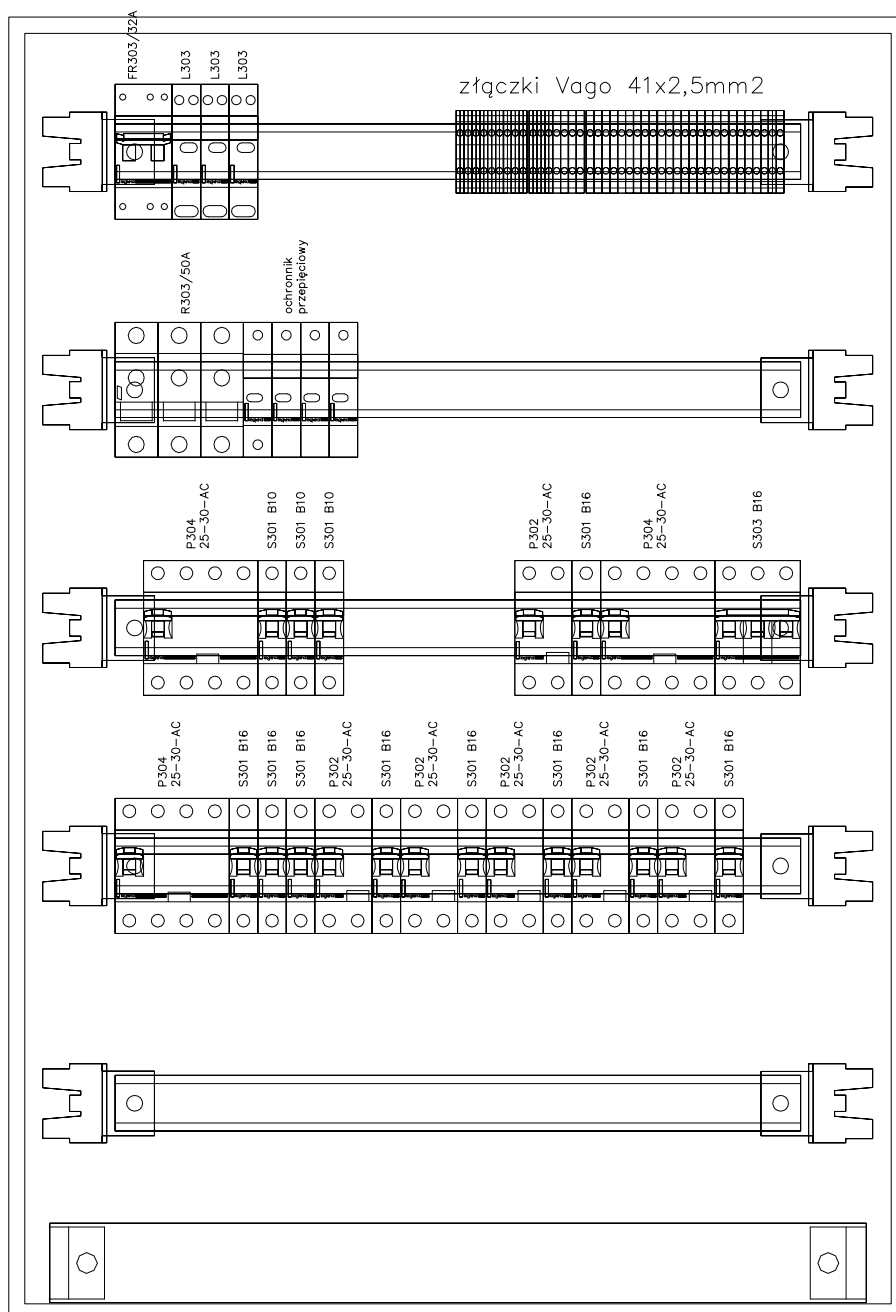 FR303/32A
L303
L303
L303
złączki Vago 41x2,5mm2
R303/50A
ochronnik
przepięciowy
P304
25-30-AC
S301 B10
S301 B10
S301 B10
P302
25-30-AC
S301 B16
P304
25-30-AC
S303 B16
P304
25-30-AC
S301 B16
S301 B16
S301 B16
P302
25-30-AC
S301 B16
P302
25-30-AC
S301 B16
P302
25-30-AC
S301 B16
P302
25-30-AC
S301 B16
P302
25-30-AC
S301 B16